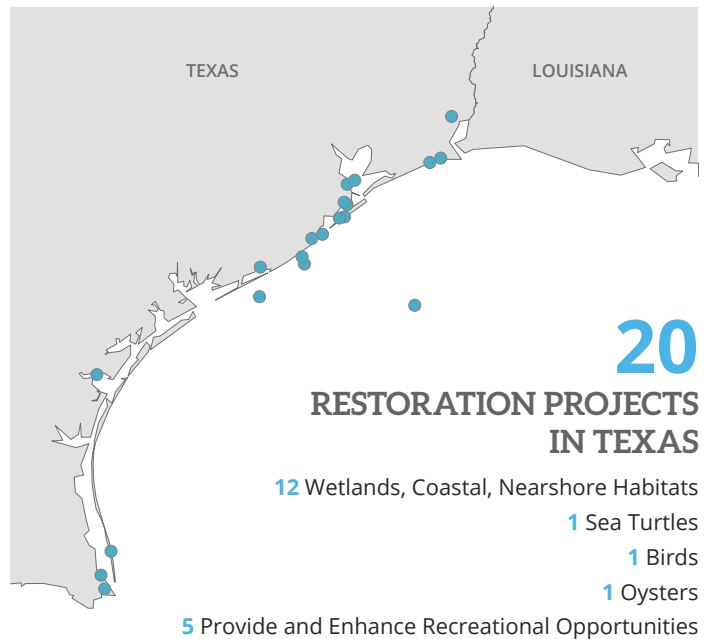 TEXAS
LOUISIANA
20
RESTORATION PROJECTS
IN TEXAS
12 Wetlands, Coastal, Nearshore Habitats
1 Sea Turtles
1 Birds
1 Oysters
5 Provide and Enhance Recreational Opportunities